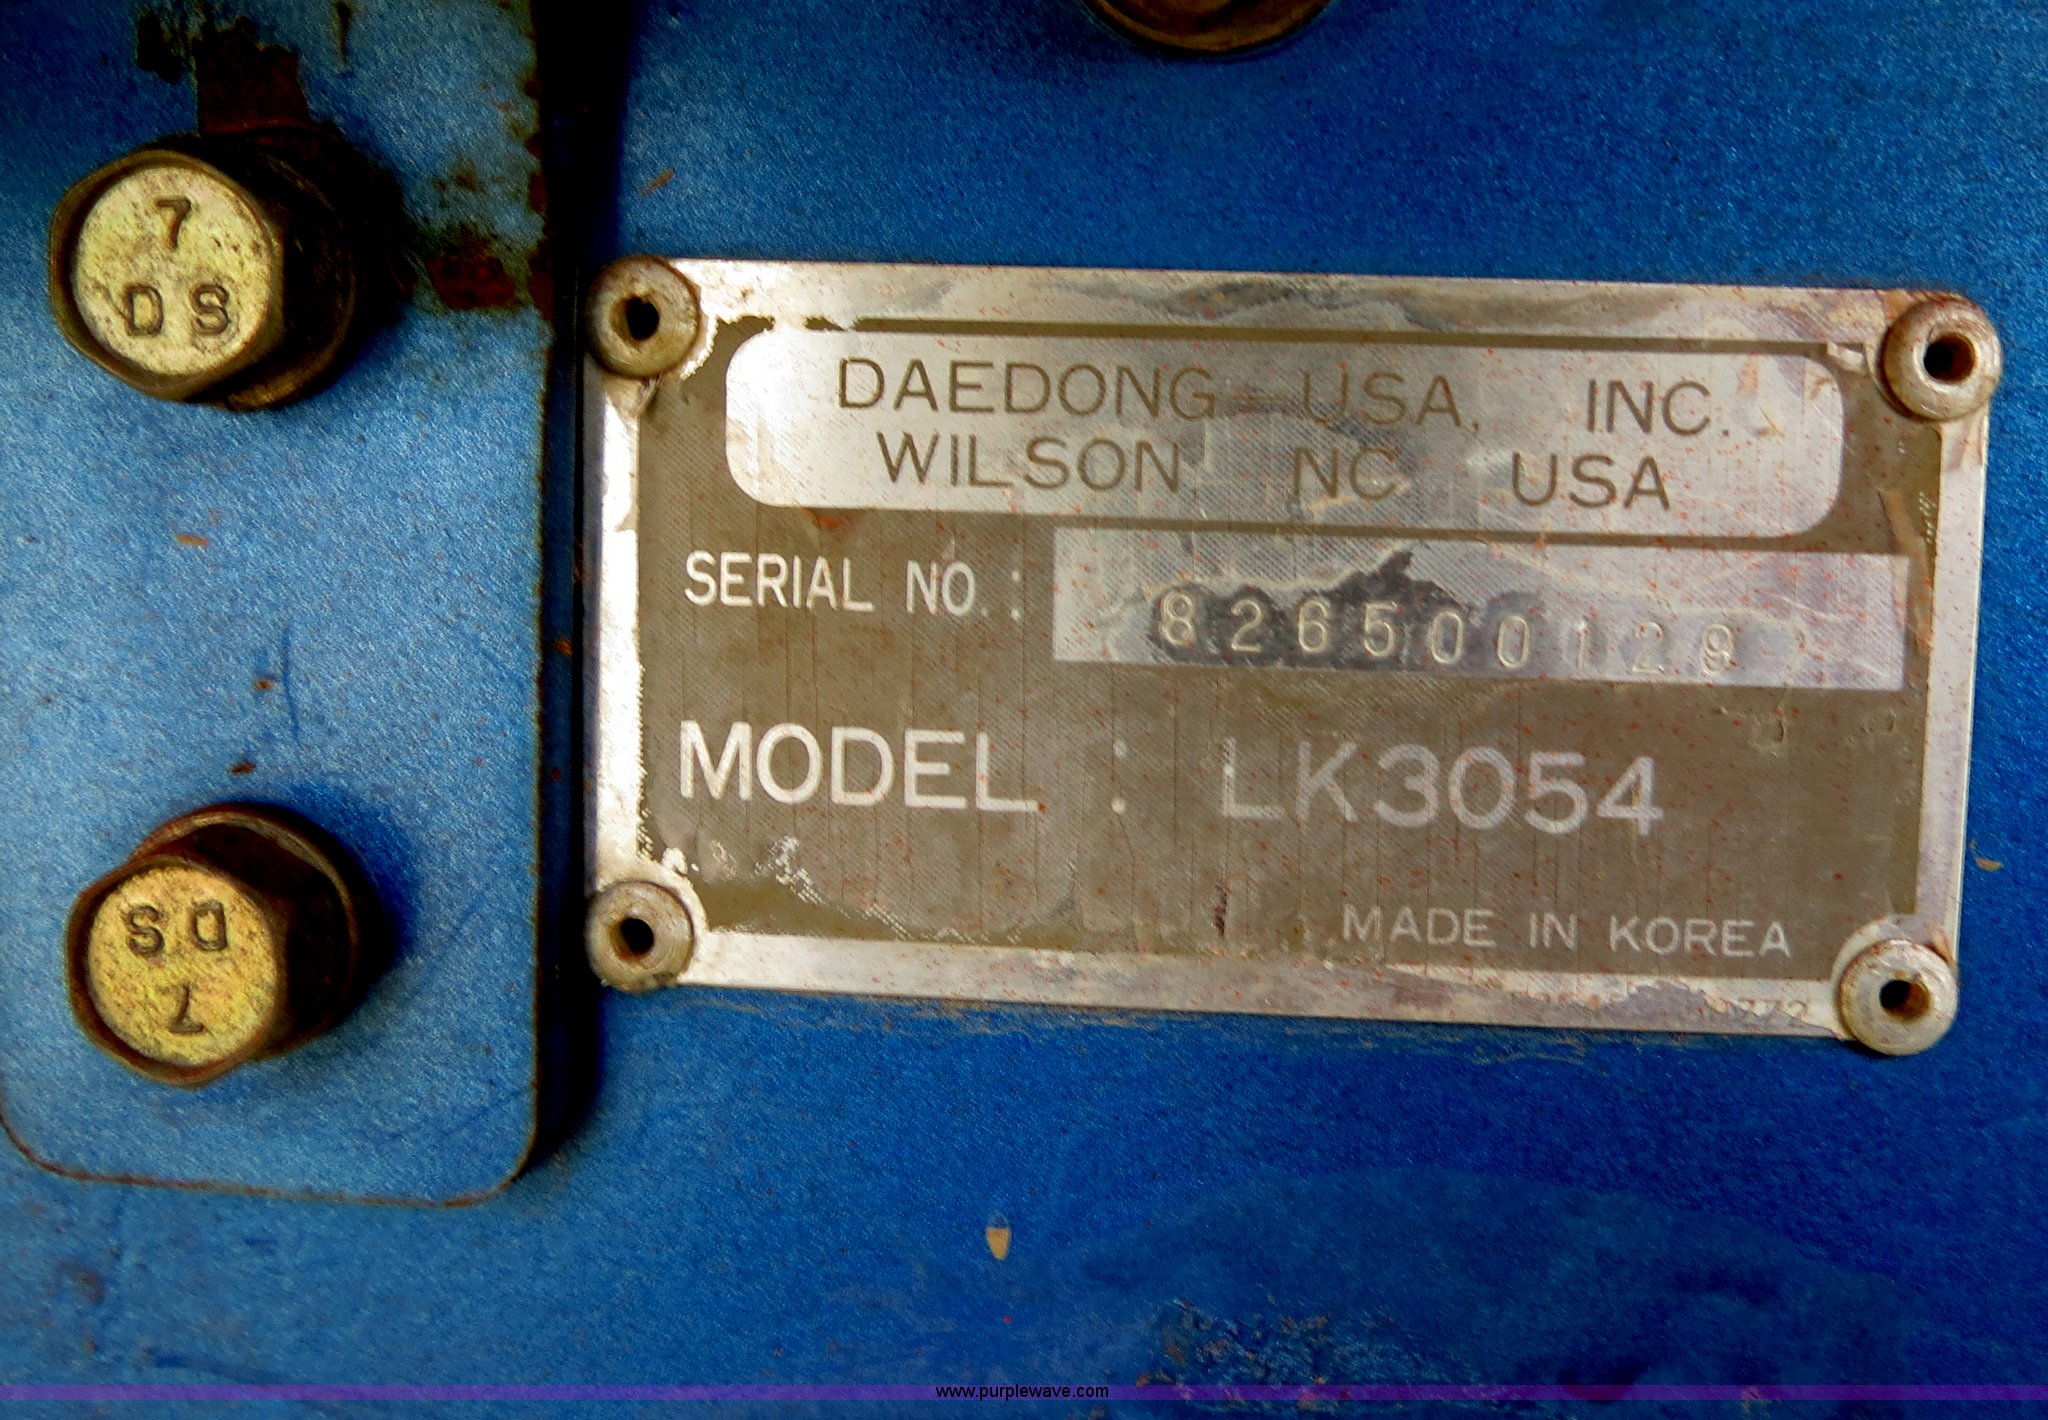 7
DS
DAEDONG-USA, INC.
WILSON NC USA
SERIAL NO. : 826500129
MODEL : LK3054
MADE IN KOREA
DS
7
www.purplewave.com